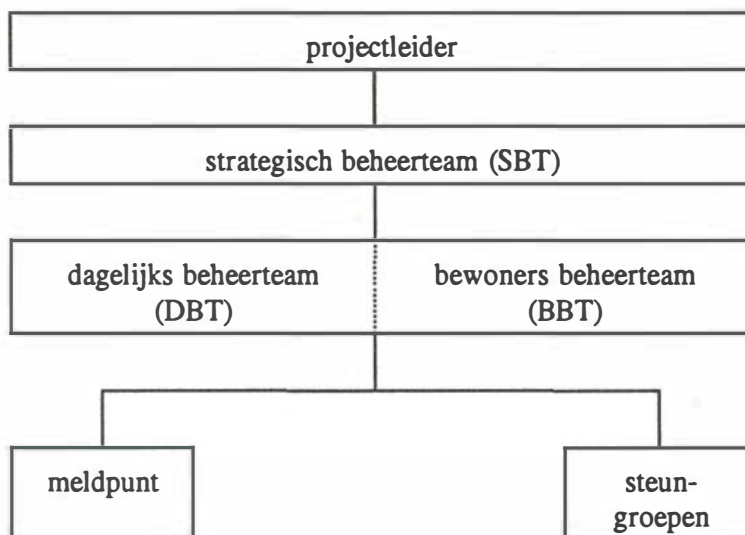 projectleider
strategisch beheerteam (SBT)
dagelijks beheerteam
(DBT)
bewoners beheerteam
(BBT)
meldpunt
steun-
groepen